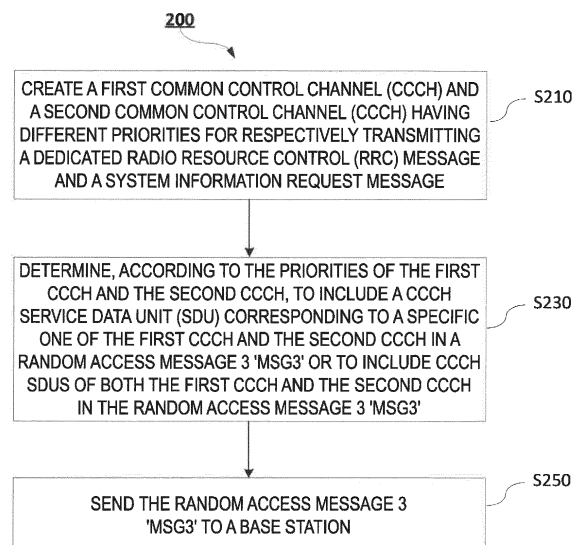 200
CREATE A FIRST COMMON CONTROL CHANNEL (CCCH) AND
A SECOND COMMON CONTROL CHANNEL (CCCH) HAVING
DIFFERENT PRIORITIES FOR RESPECTIVELY TRANSMITTING
A DEDICATED RADIO RESOURCE CONTROL (RRC) MESSAGE
AND A SYSTEM INFORMATION REQUEST MESSAGE
S210
DETERMINE, ACCORDING TO THE PRIORITIES OF THE FIRST
CCCH AND THE SECOND CCCH, TO INCLUDE A CCCH
SERVICE DATA UNIT (SDU) CORRESPONDING TO A SPECIFIC
ONE OF THE FIRST CCCH AND THE SECOND CCCH IN A
RANDOM ACCESS MESSAGE 3 'MSG3' OR TO INCLUDE CCCH
SDUS OF BOTH THE FIRST CCCH AND THE SECOND CCCH
IN THE RANDOM ACCESS MESSAGE 3 'MSG3'
S230
SEND THE RANDOM ACCESS MESSAGE 3
'MSG3' TO A BASE STATION
S250